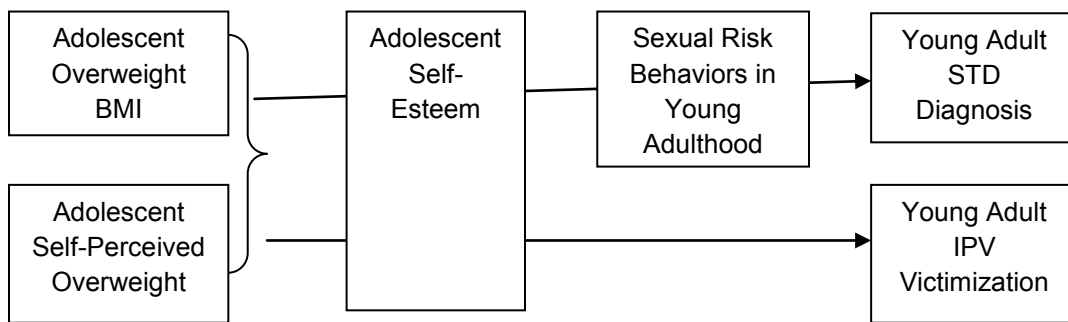 Adolescent
Overweight
BMI
Adolescent
Self-Perceived
Overweight
Adolescent
Self-
Esteem
Sexual Risk
Behaviors in
Young
Adulthood
Young Adult
STD
Diagnosis
Young Adult
IPV
Victimization